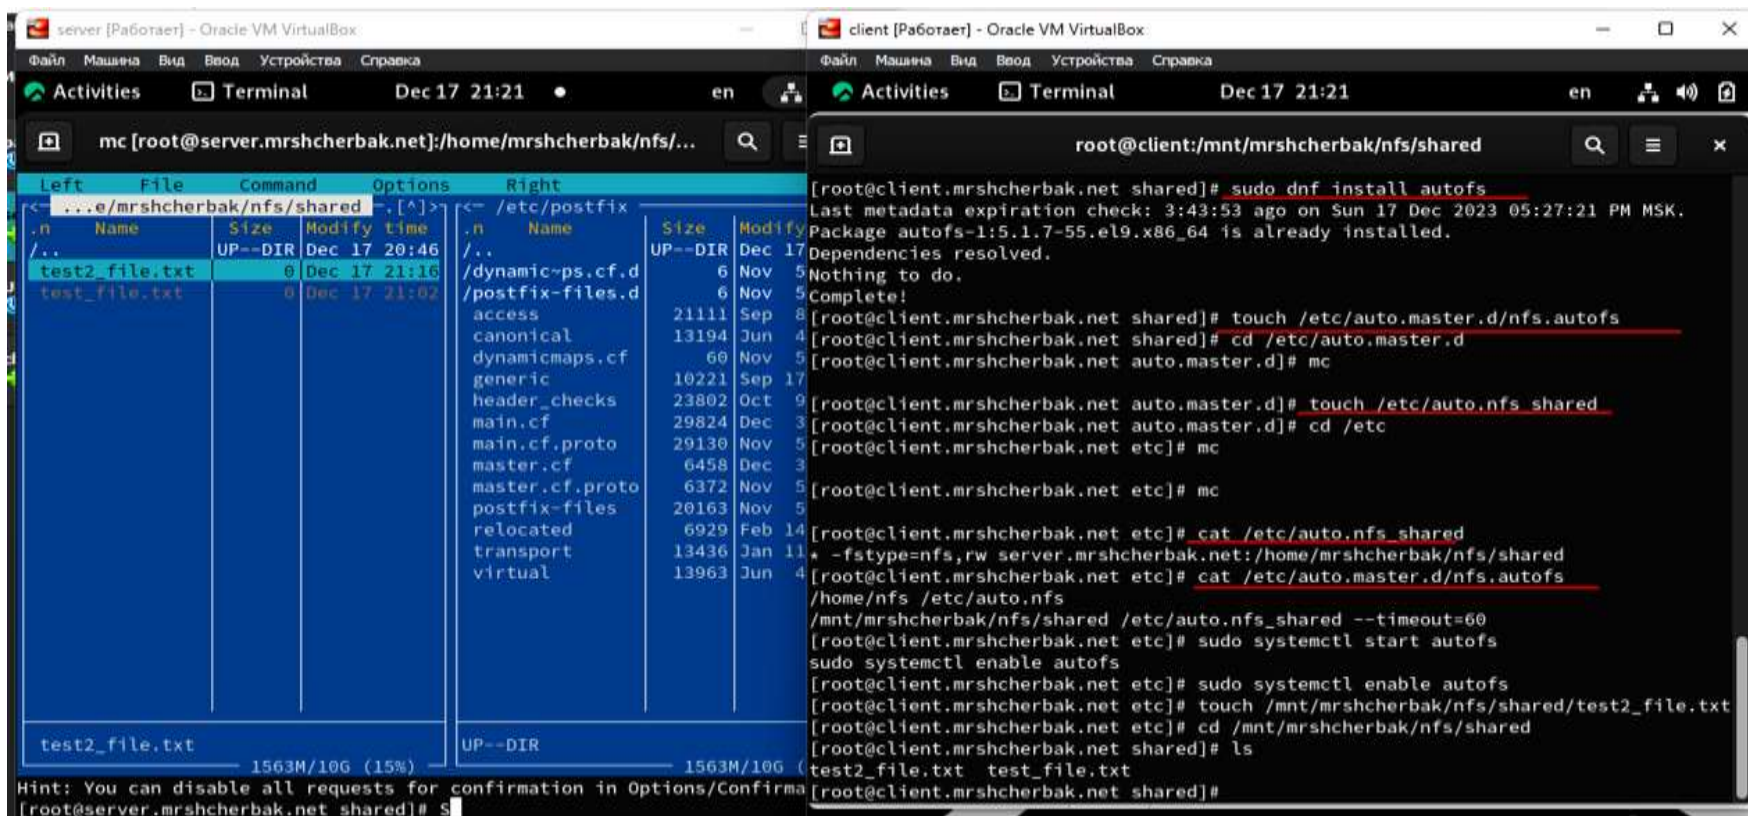 server [Работает] - Oracle VM VirtualBox
Файл Машина Вид Ввод Устройства Справка
Activities Terminal Dec 17 21:21 en
mc [root@server.mrshcherbak.net]:/home/mrshcherbak/nfs/...
Left File Command Options Right
<- ...e/mrshcherbak/nfs/shared -.[^]>
.n Name Size Modify time
/.. UP--DIR Dec 17 20:46
test2_file.txt 0 Dec 17 21:16
test_file.txt 0 Dec 17 21:02
test2_file.txt
1563M/10G (15%)
<- /etc/postfix
.n Name Size Modify
/.. UP--DIR Dec 17
/dynamic~ps.cf.d 6 Nov 5
/postfix-files.d 6 Nov 5
access 21111 Sep 8
canonical 13194 Jun 4
dynamicmaps.cf 60 Nov 5
generic 10221 Sep 17
header_checks 23802 Oct 9
main.cf 29824 Dec 3
main.cf.proto 29130 Nov 5
master.cf 6458 Dec 3
master.cf.proto 6372 Nov 5
postfix-files 20163 Nov 5
relocated 6929 Feb 14
transport 13436 Jan 11
virtual 13963 Jun 4
UP--DIR
1563M/10G (
Hint: You can disable all requests for confirmation in Options/Confirma
[root@server.mrshcherbak.net shared]# S
client [Работает] - Oracle VM VirtualBox
Файл Машина Вид Ввод Устройства Справка
Activities Terminal Dec 17 21:21 en
root@client:/mnt/mrshcherbak/nfs/shared
[root@client.mrshcherbak.net shared]# sudo dnf install autofs
Last metadata expiration check: 3:43:53 ago on Sun 17 Dec 2023 05:27:21 PM MSK.
Package autofs-1:5.1.7-55.el9.x86_64 is already installed.
Dependencies resolved.
Nothing to do.
Complete!
[root@client.mrshcherbak.net shared]# touch /etc/auto.master.d/nfs.autofs
[root@client.mrshcherbak.net shared]# cd /etc/auto.master.d
[root@client.mrshcherbak.net auto.master.d]# mc
[root@client.mrshcherbak.net auto.master.d]# touch /etc/auto.nfs_shared
[root@client.mrshcherbak.net auto.master.d]# cd /etc
[root@client.mrshcherbak.net etc]# mc
[root@client.mrshcherbak.net etc]# mc
[root@client.mrshcherbak.net etc]# cat /etc/auto.nfs_shared
* -fstype=nfs,rw server.mrshcherbak.net:/home/mrshcherbak/nfs/shared
[root@client.mrshcherbak.net etc]# cat /etc/auto.master.d/nfs.autofs
/home/nfs /etc/auto.nfs
/mnt/mrshcherbak/nfs/shared /etc/auto.nfs_shared --timeout=60
[root@client.mrshcherbak.net etc]# sudo systemctl start autofs
sudo systemctl enable autofs
[root@client.mrshcherbak.net etc]# sudo systemctl enable autofs
[root@client.mrshcherbak.net etc]# touch /mnt/mrshcherbak/nfs/shared/test2_file.txt
[root@client.mrshcherbak.net etc]# cd /mnt/mrshcherbak/nfs/shared
[root@client.mrshcherbak.net shared]# ls
test2_file.txt test_file.txt
[root@client.mrshcherbak.net shared]#